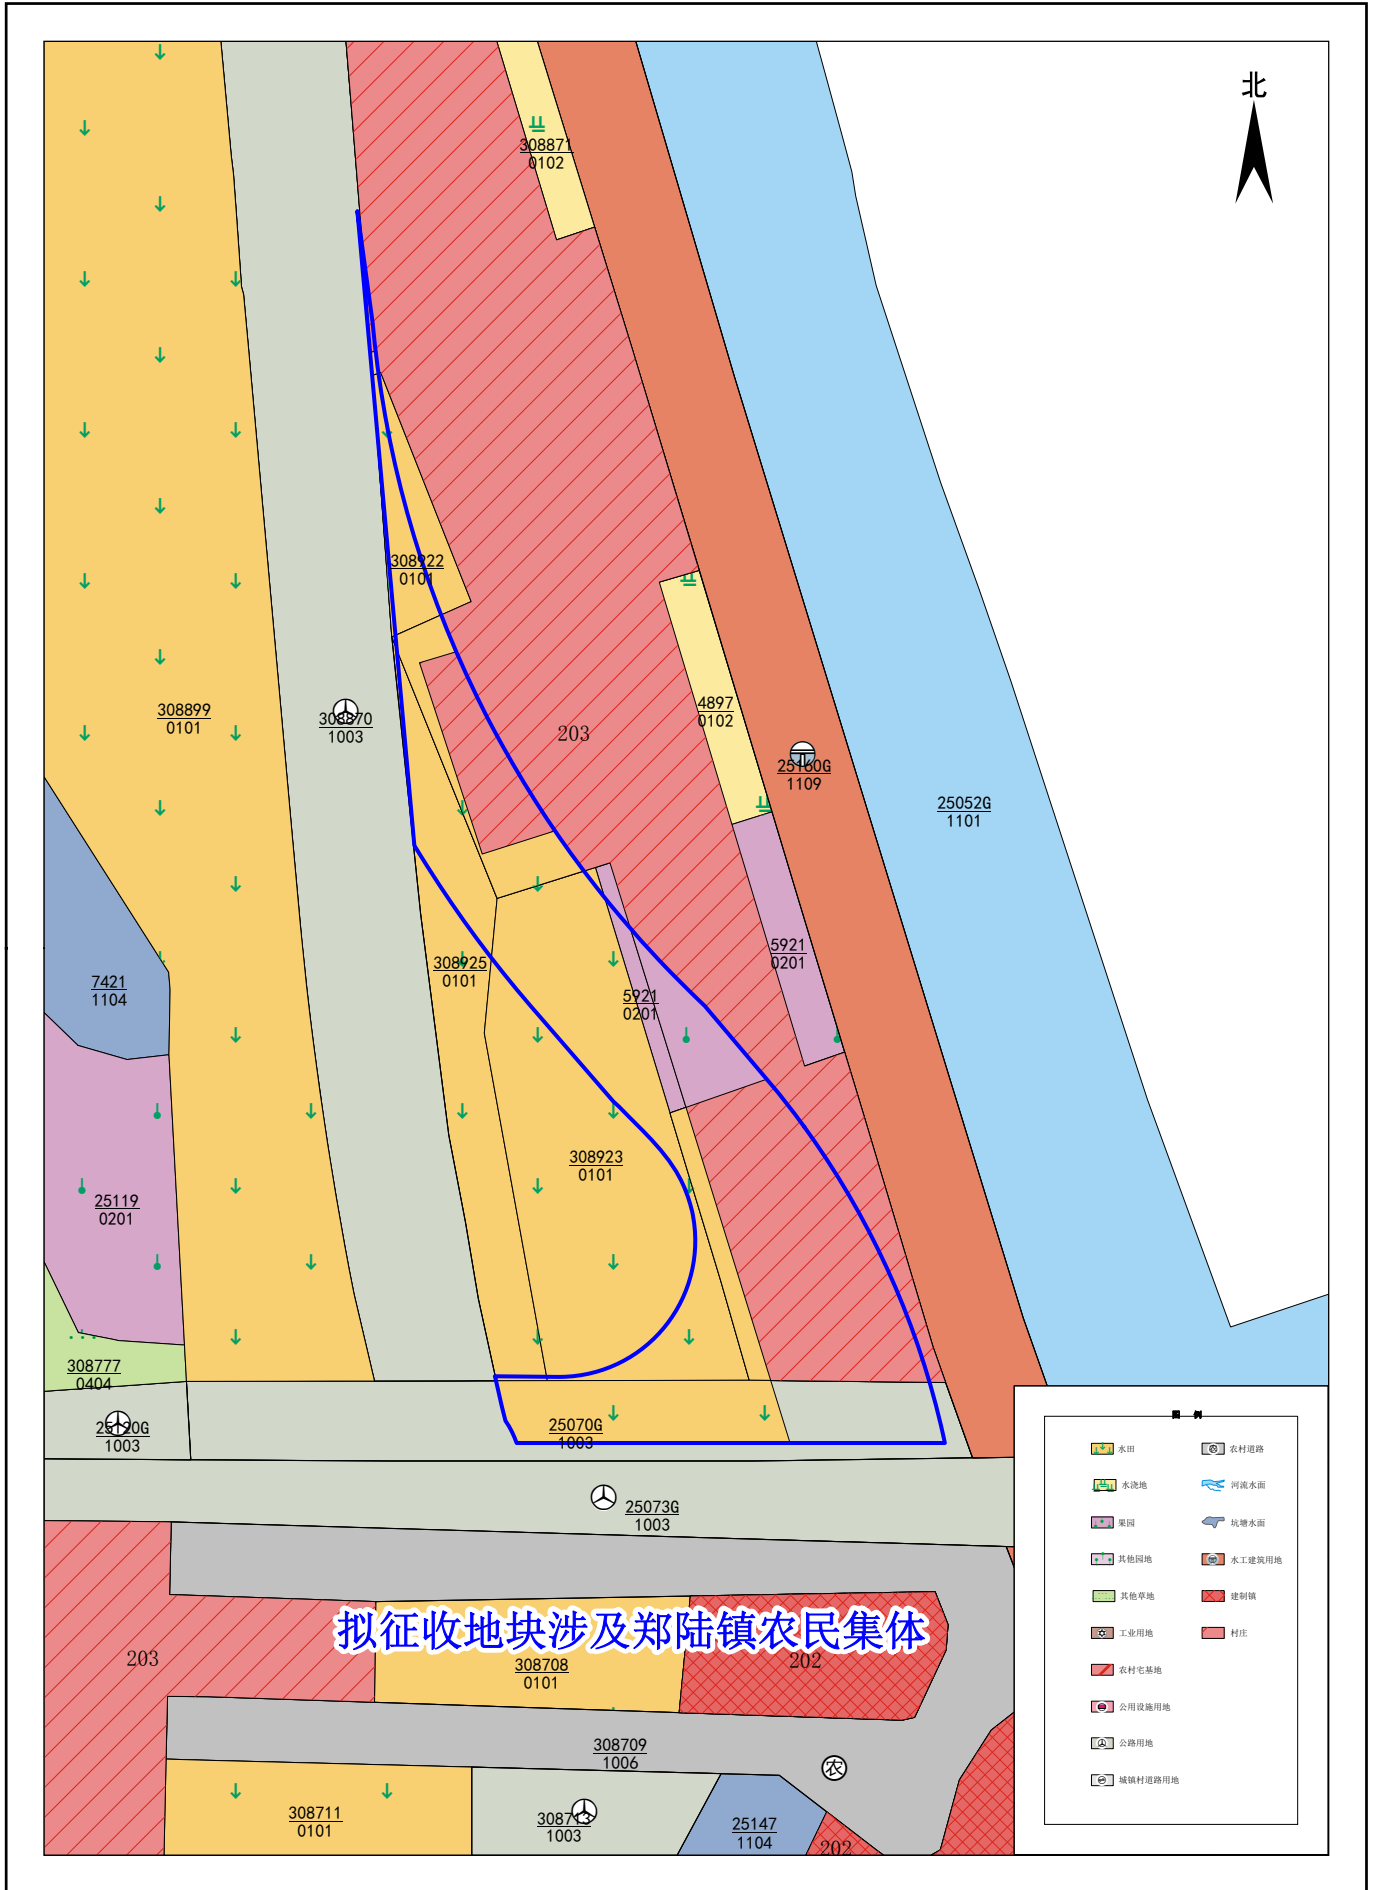 北
308871
0102
308922
0101
308899
0101
308870
1003
203
4897
0102
25160G
1109
25052G
1101
7421
1104
308925
0101
5921
0201
5921
0201
308923
0101
25119
0201
308777
0404
25120G
1003
25070G
1003
25073G
1003
拟征收地块涉及郑陆镇农民集体
203
202
308708
0101
308709
1006
农
308711
0101
308713
1003
25147
1104
202
图 例
水田
农村道路
水浇地
河流水面
果园
坑塘水面
其他园地
水工建筑用地
其他草地
建制镇
工业用地
村庄
农村宅基地
公用设施用地
公路用地
城镇村道路用地